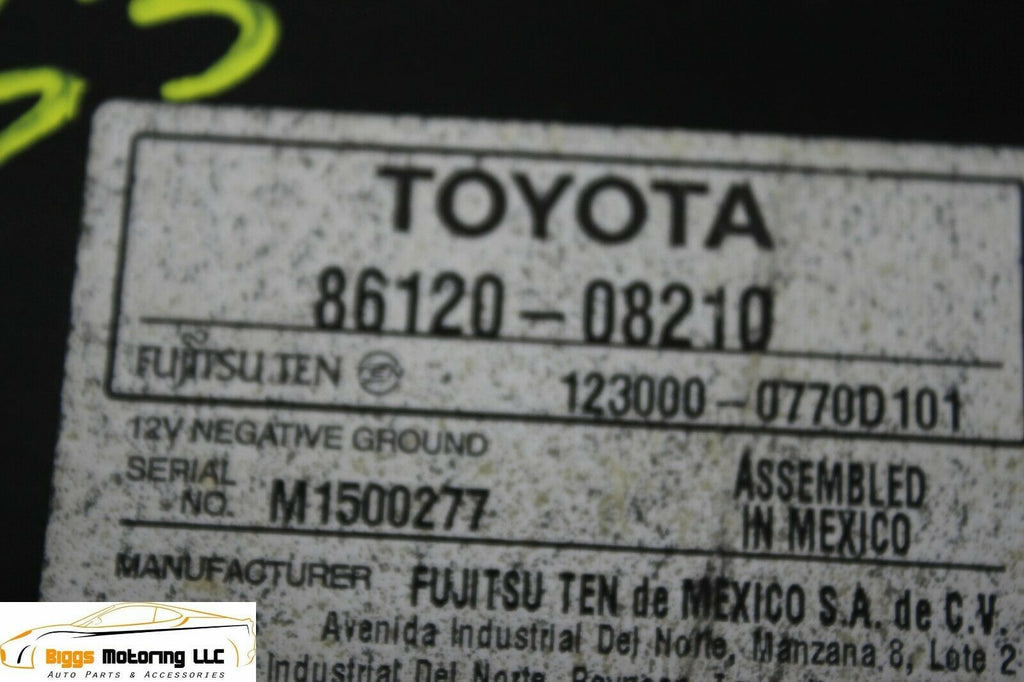 TOYOTA
86120-08210
FUJITSU TEN
123000-0770D101
12V NEGATIVE GROUND
SERIAL NO. M1500277
ASSEMBLED
IN MEXICO
MANUFACTURER FUJITSU TEN de MEXICO S.A. de C.V.
Avenida Industrial Del Norte, Manzana 8, Lote 2
Industrial Del Norte
Biggs Motoring LLC
Auto Parts & Accessories